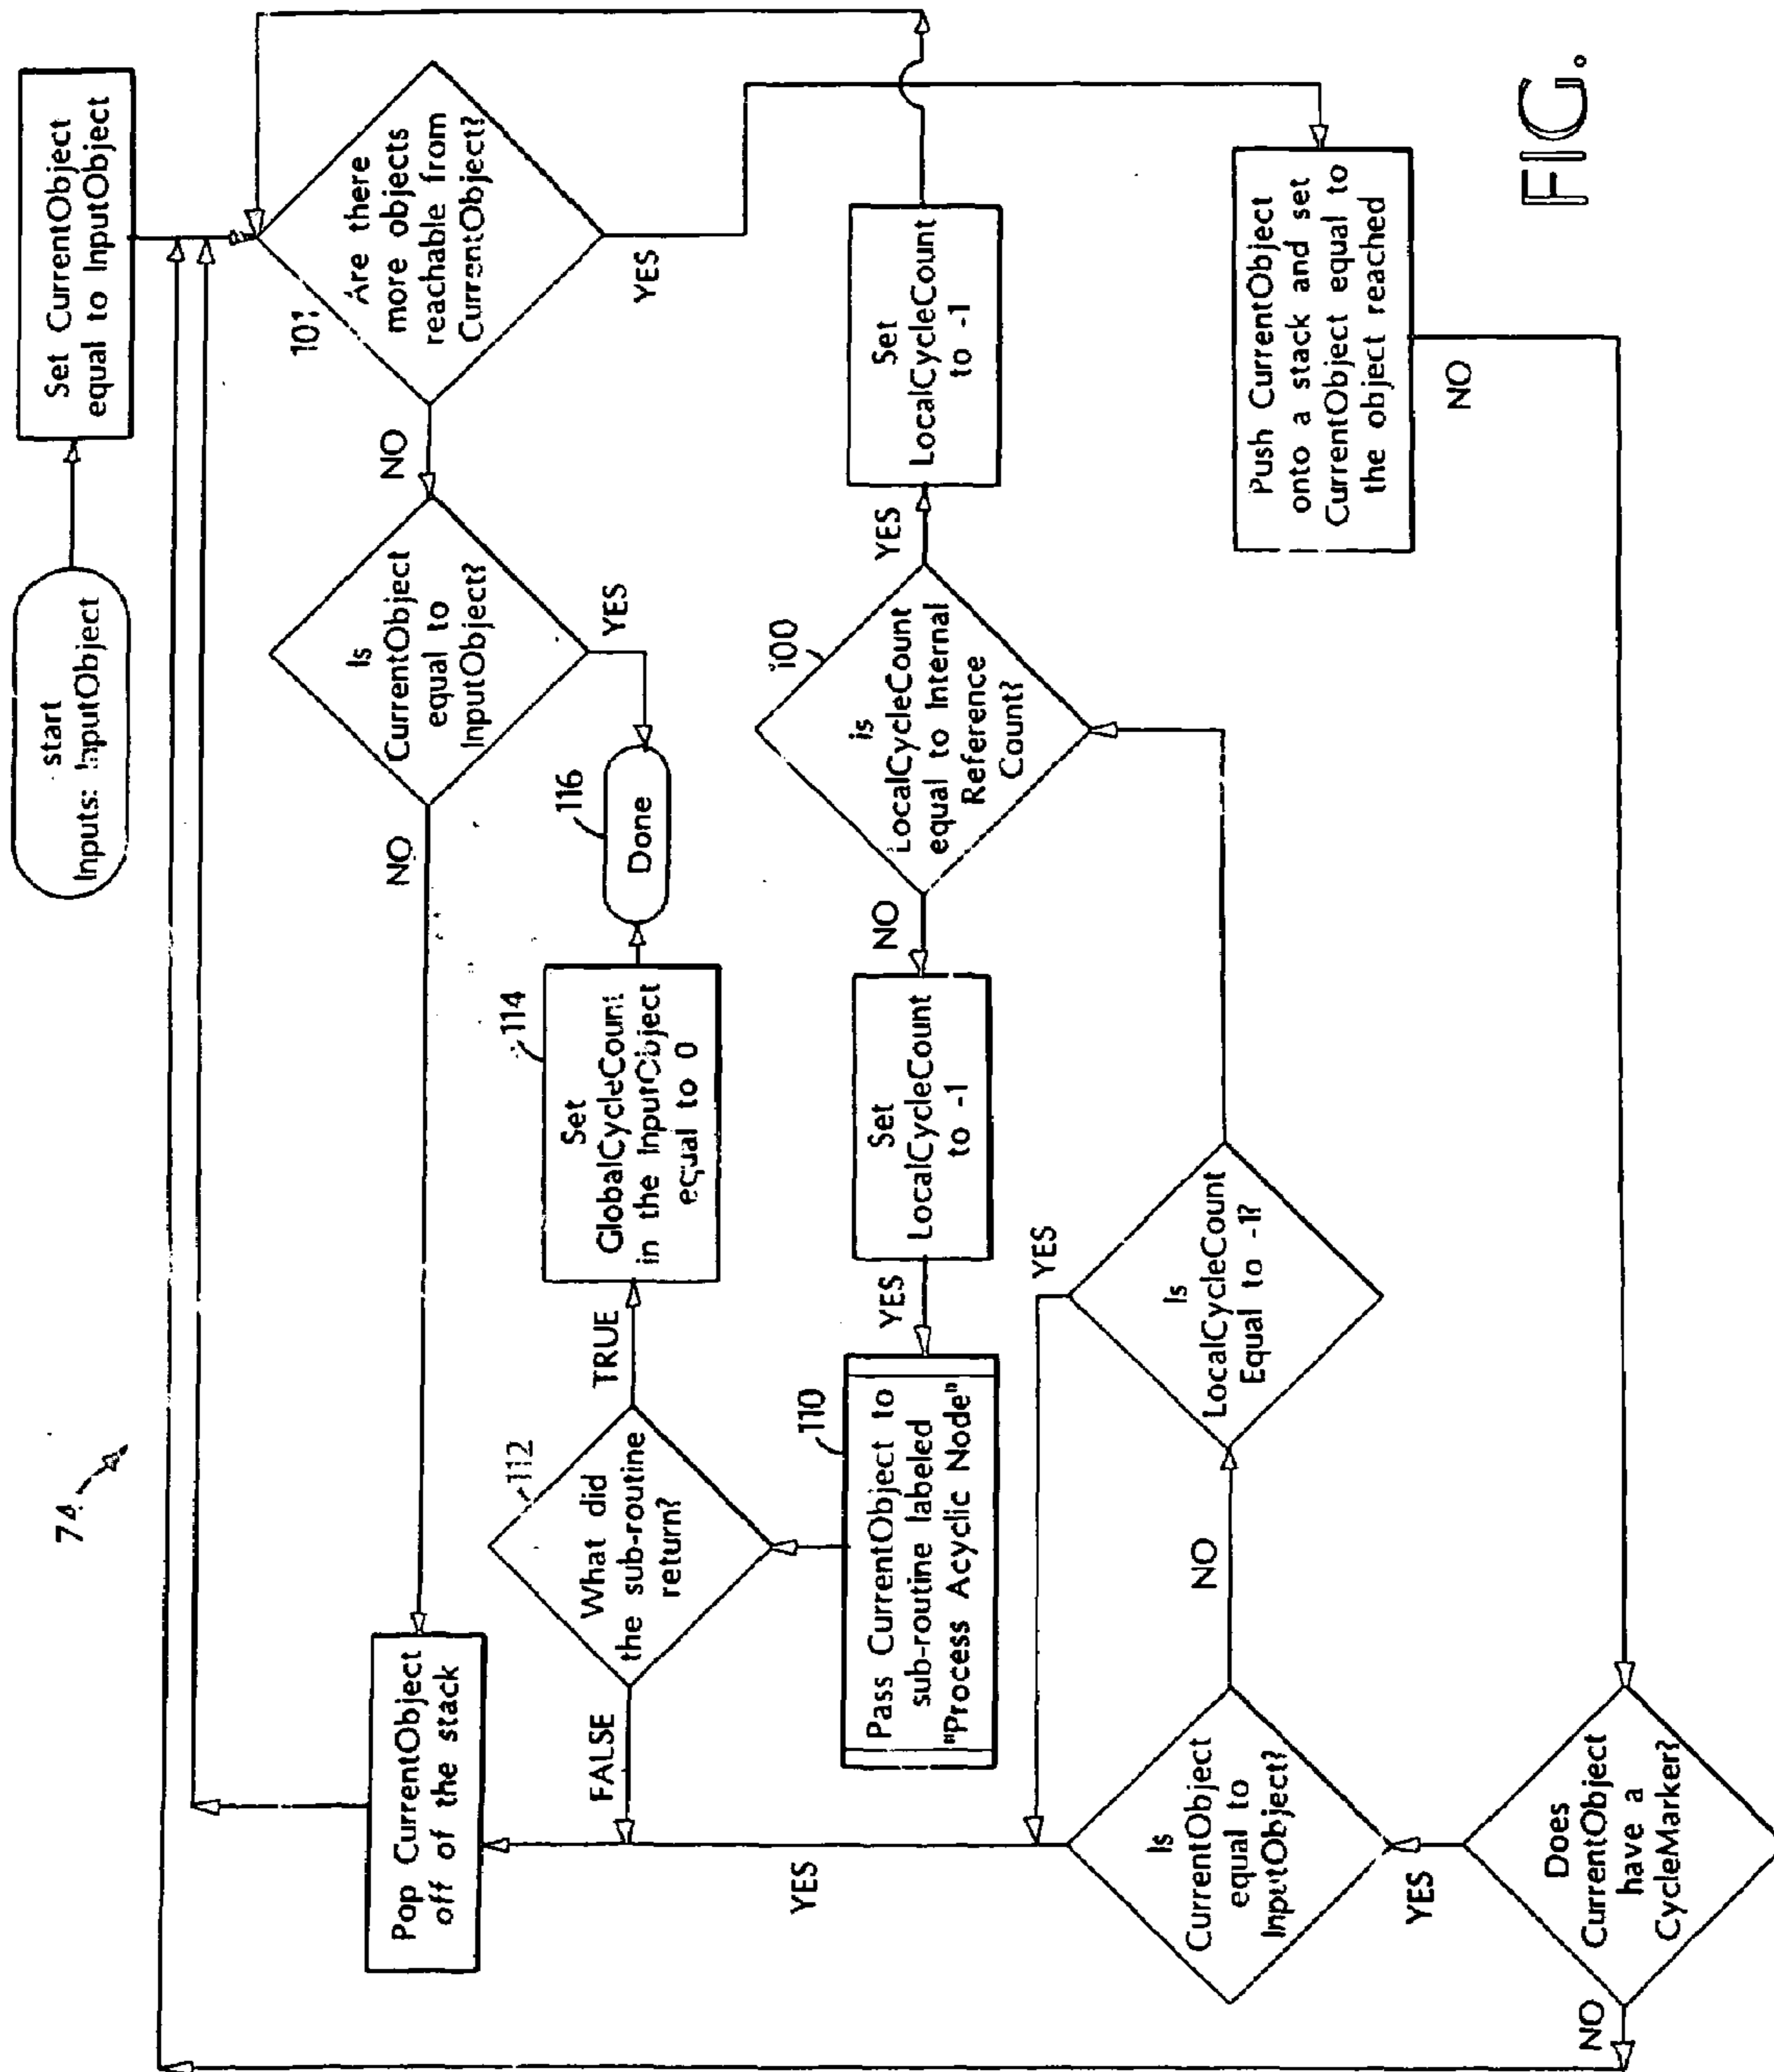 74
start
Inputs: InputObject
Set CurrentObject
equal to InputObject
101
Are there
more objects
reachable from
CurrentObject?
NO
YES
Is
CurrentObject
equal to
InputObject?
NO
YES
Pop CurrentObject
off of the stack
116
Done
114
Set
GlobalCycleCount
in the InputObject
equal to 0
TRUE
112
What did
the sub-routine
return?
FALSE
110
Pass CurrentObject to
sub-routine labeled
"Process Acyclic Node"
YES
Set
LocalCycleCount
to -1
NO
100
is
LocalCycleCount
equal to Internal
Reference
Count?
YES
Set
LocalCycleCount
to -1
Is
LocalCycleCount
Equal to -1?
YES
NO
Is
CurrentObject
equal to
InputObject?
YES
YES
Does
CurrentObject
have a
CycleMarker?
NO
NO
Push CurrentObject
onto a stack and set
CurrentObject equal to
the object reached
FIG.